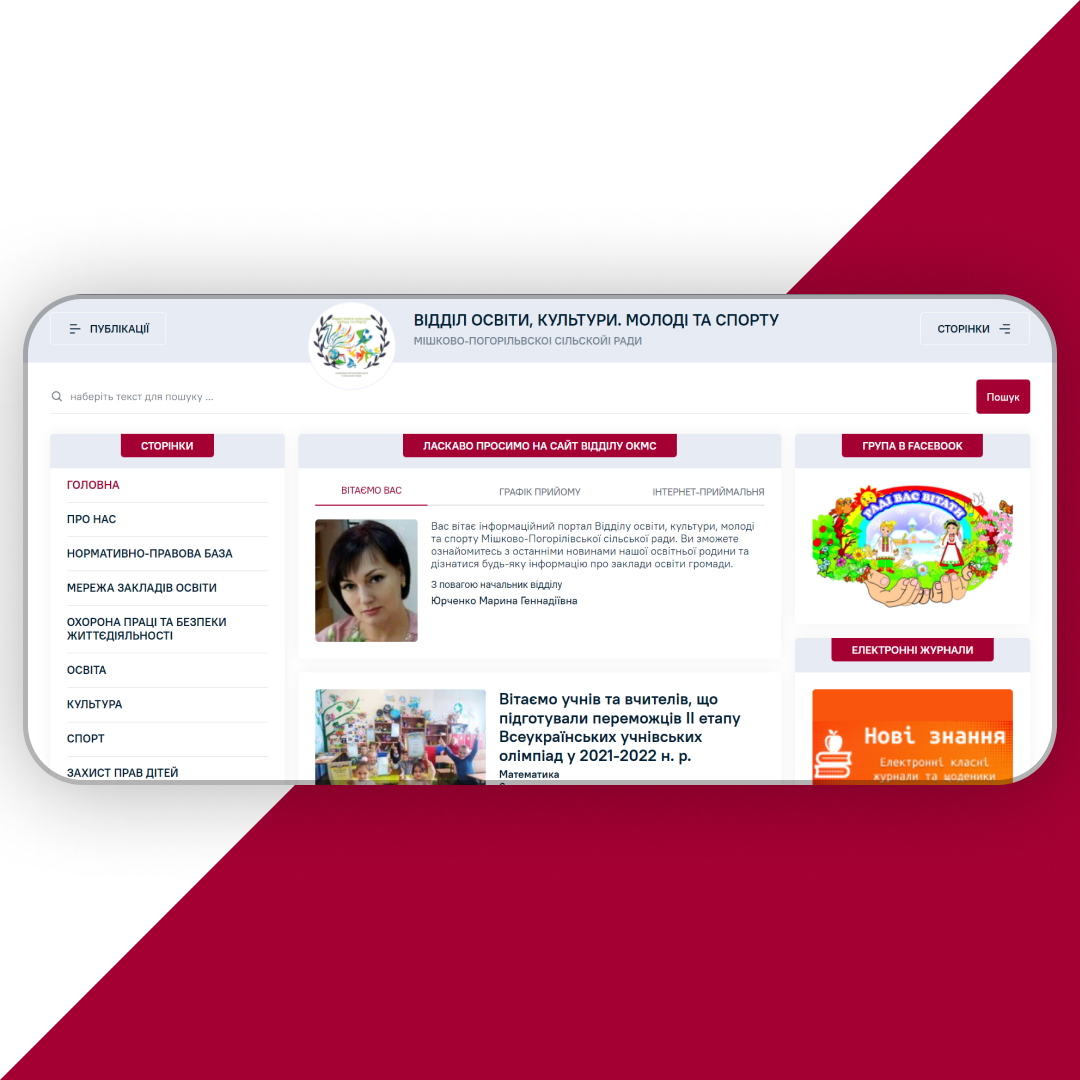 ПУБЛІКАЦІЇ
ВІДДІЛ ОСВІТИ, КУЛЬТУРИ. МОЛОДІ ТА СПОРТУ
МІШКОВО-ПОГОРІЛЬВСКОІ СІЛЬСКОЙІ РАДИ
СТОРІНКИ
наберіть текст для пошуку ...
Пошук
СТОРІНКИ
ГОЛОВНА
ПРО НАС
НОРМАТИВНО-ПРАВОВА БАЗА
МЕРЕЖА ЗАКЛАДІВ ОСВІТИ
ОХОРОНА ПРАЦІ ТА БЕЗПЕКИ
ЖИТТЄДІЯЛЬНОСТІ
ОСВІТА
КУЛЬТУРА
СПОРТ
ЗАХИСТ ПРАВ ДІТЕЙ
ЛАСКАВО ПРОСИМО НА САЙТ ВІДДІЛУ ОКМС
ВІТАЄМО ВАС
ГРАФІК ПРИЙОМУ
ІНТЕРНЕТ-ПРИЙМАЛЬНЯ
Вас вітає інформаційний портал Відділу освіти, культури, молоді
та спорту Мішково-Погорілівської сільської ради. Ви зможете
ознайомитесь з останніми новинами нашої освітньої родини та
дізнатися будь-яку інформацію про заклади освіти громади.
З повагою начальник відділу
Юрченко Марина Геннадіївна
Вітаємо учнів та вчителів, що
підготували переможців ІІ етапу
Всеукраїнських учнівських
олімпіад у 2021-2022 н. р.
Математика
ГРУПА В FACEBOOK
РАДІ ВАС ВІТАТИ
ЕЛЕКТРОННІ ЖУРНАЛИ
Нові знання
Електронні класні
журнали та щоденики